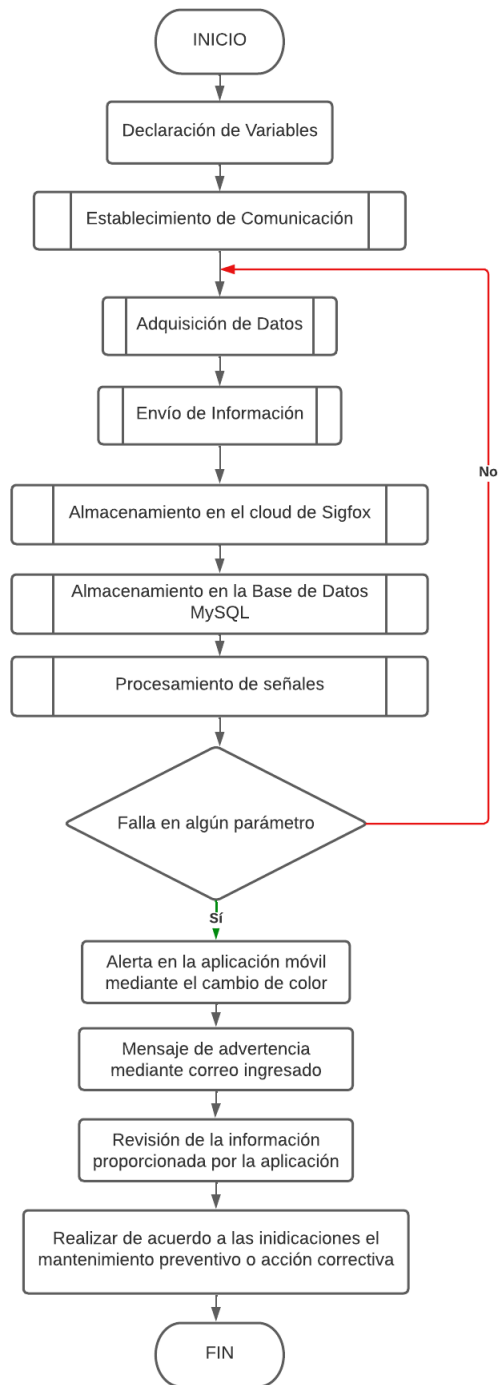 INICIO
Declaración de Variables
Establecimiento de Comunicación
Adquisición de Datos
Envío de Información
No
Almacenamiento en el cloud de Sigfox
Almacenamiento en la Base de Datos
MySQL
Procesamiento de señales
Falla en algún parámetro
Sí
Alerta en la aplicación móvil
mediante el cambio de color
Mensaje de advertencia
mediante correo ingresado
Revisión de la información
proporcionada por la aplicación
Realizar de acuerdo a las inidicaciones el
mantenimiento preventivo o acción correctiva
FIN